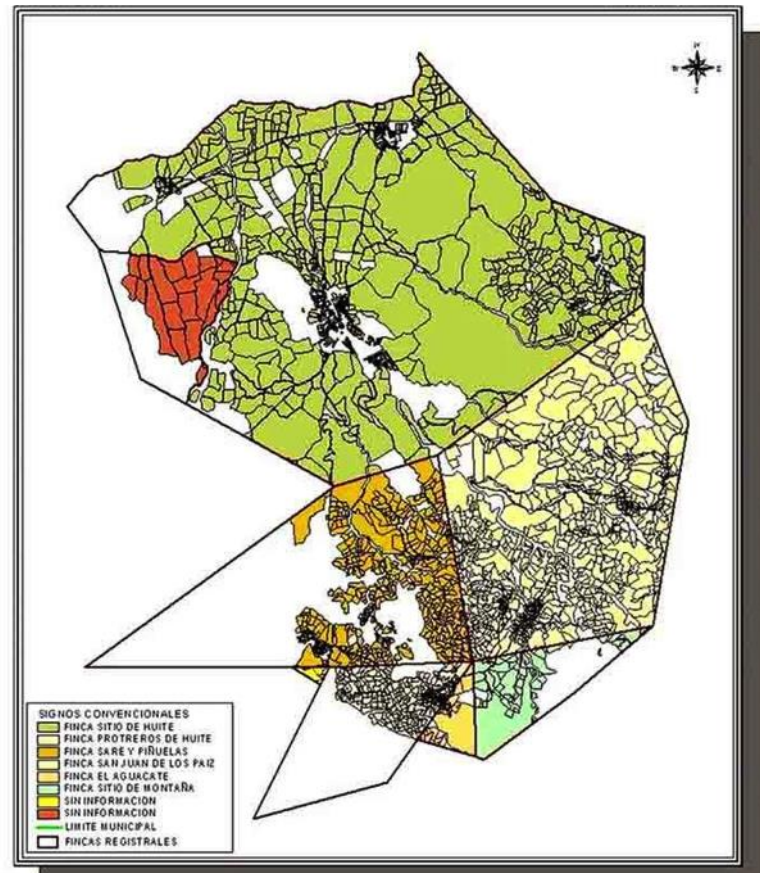 N
SIGNOS CONVENCIONALES
FINCA SITIO DE HUITE
FINCA PROTREROS DE HUITE
FINCA SARE Y PIÑUELAS
FINCA SAN JUAN DE LOS PAIZ
FINCA EL AGUACATE
FINCA SITIO DE MONTAÑA
SIN INFORMACION
SIN INFORMACION
LIMITE MUNICIPAL
FINCAS REGISTRALES